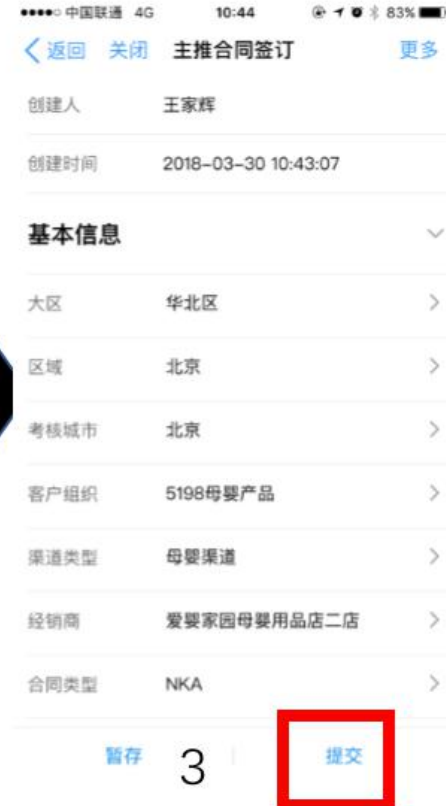 中国联通 4G 10:44 83%
返回 关闭 主推合同签订 更多
创建人 王家辉
创建时间 2018-03-30 10:43:07
基本信息
大区 华北区
区域 北京
考核城市 北京
客户组织 5198母婴产品
渠道类型 母婴渠道
经销商 爱婴家园母婴用品店二店
合同类型 NKA
暂存 3 提交